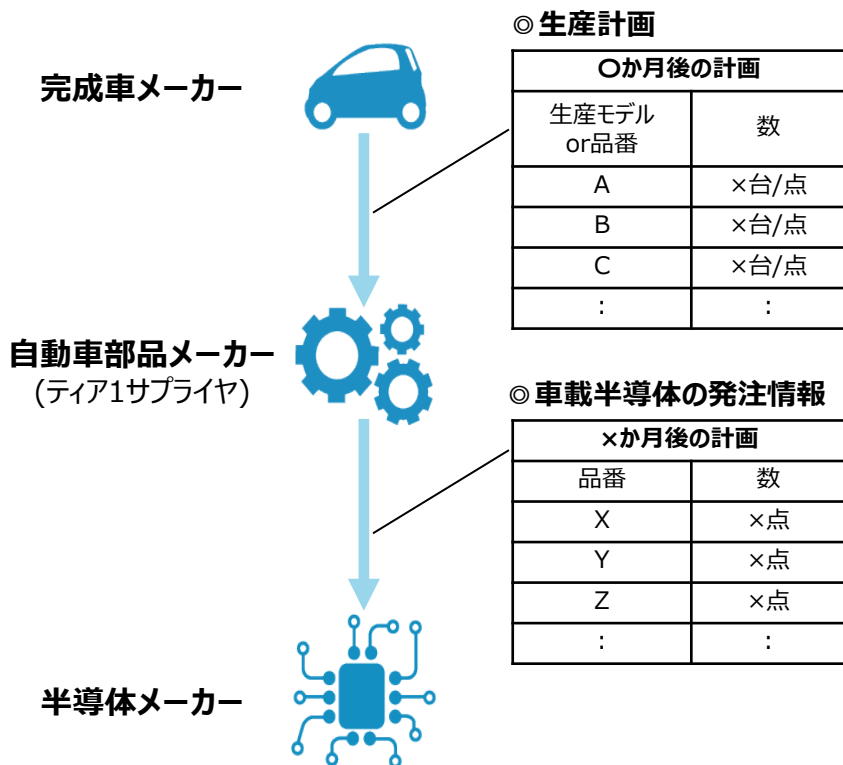 ◎生産計画
完成車メーカー
〇か月後の計画
生産モデル
or品番
数
A
×台/点
B
×台/点
C
×台/点
:
:
自動車部品メーカー
(ティア1サプライヤ)
◎車載半導体の発注情報
×か月後の計画
品番
数
X
×点
Y
×点
Z
×点
:
:
半導体メーカー